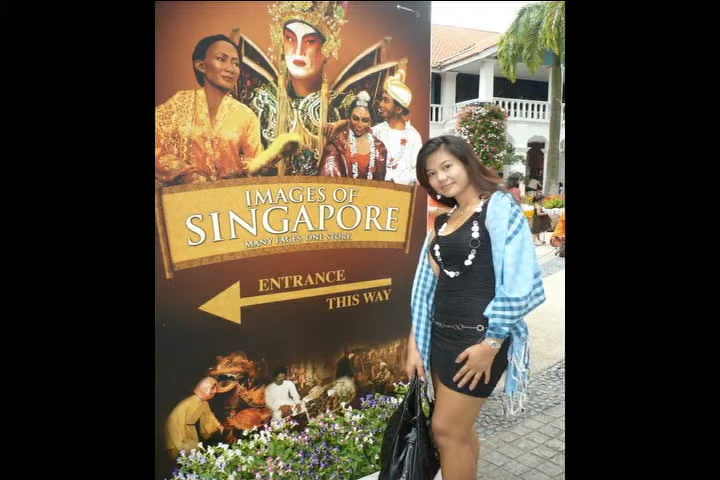 IMAGES OF
SINGAPORE
MANY FACES. ONE STORY.
ENTRANCE
THIS WAY